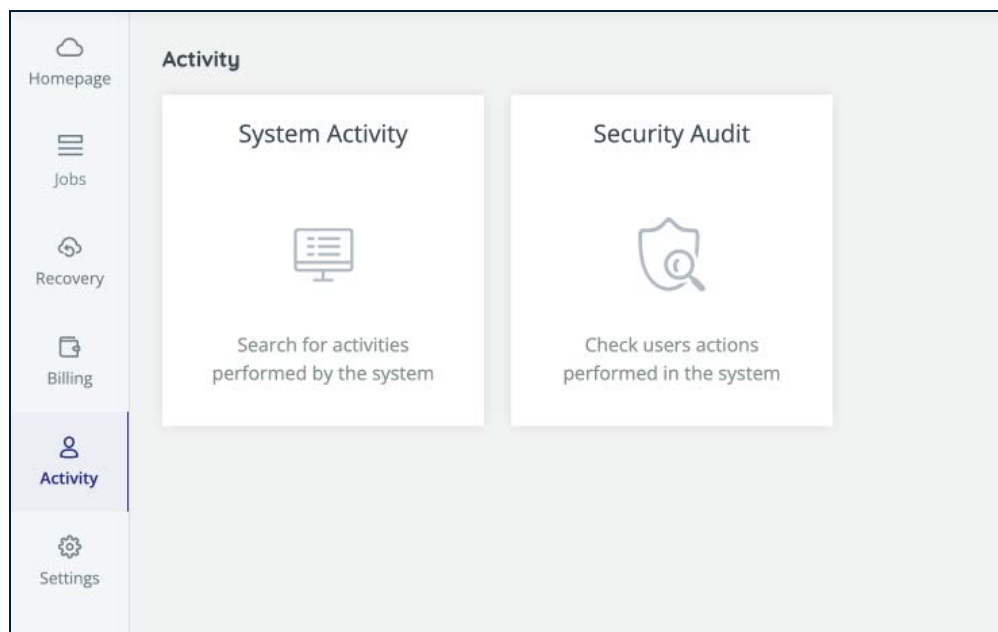 Homepage
Jobs
Recovery
Billing
Activity
Settings
Activity
System Activity
Search for activities
performed by the system
Security Audit
Check users actions
performed in the system